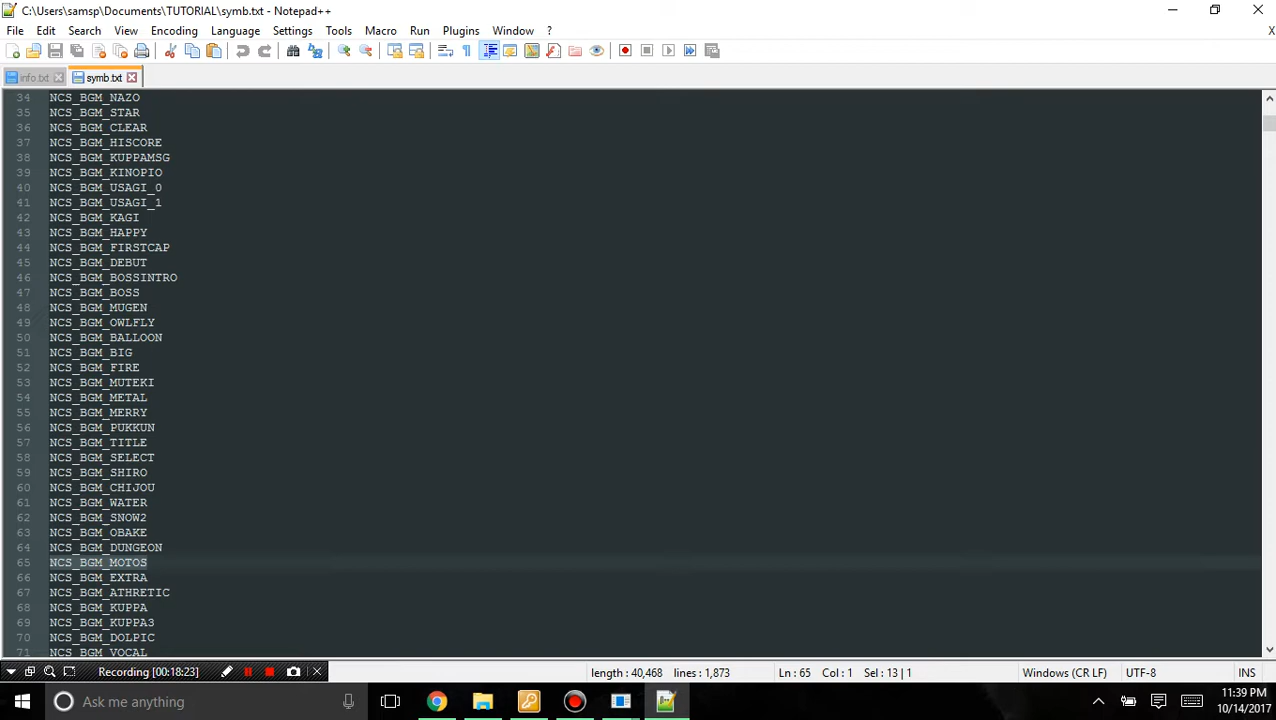 C:\Users\samsp\Documents\TUTORIAL\symb.txt - Notepad++
File Edit Search View Encoding Language Settings Tools Macro Run Plugins Window ? X
info.txt symb.txt
34 NCS_BGM_NAZO
35 NCS_BGM_STAR
36 NCS_BGM_CLEAR
37 NCS_BGM_HISCORE
38 NCS_BGM_KUPPAMSG
39 NCS_BGM_KINOPIO
40 NCS_BGM_USAGI_0
41 NCS_BGM_USAGI_1
42 NCS_BGM_KAGI
43 NCS_BGM_HAPPY
44 NCS_BGM_FIRSTCAP
45 NCS_BGM_DEBUT
46 NCS_BGM_BOSSINTRO
47 NCS_BGM_BOSS
48 NCS_BGM_MUGEN
49 NCS_BGM_OWLFLY
50 NCS_BGM_BALLOON
51 NCS_BGM_BIG
52 NCS_BGM_FIRE
53 NCS_BGM_MUTEKI
54 NCS_BGM_METAL
55 NCS_BGM_MERRY
56 NCS_BGM_PUKKUN
57 NCS_BGM_TITLE
58 NCS_BGM_SELECT
59 NCS_BGM_SHIRO
60 NCS_BGM_CHIJOU
61 NCS_BGM_WATER
62 NCS_BGM_SNOW2
63 NCS_BGM_OBAKE
64 NCS_BGM_DUNGEON
65 NCS_BGM_MOTOS
66 NCS_BGM_EXTRA
67 NCS_BGM_ATHRETIC
68 NCS_BGM_KUPPA
69 NCS_BGM_KUPPA3
70 NCS_BGM_DOLPIC
71 NCS_BGM_VOCAL
Recording [00:18:23] length : 40,468 lines : 1,873 Ln : 65 Col : 1 Sel : 13 | 1 Windows (CR LF) UTF-8 INS
Ask me anything
11:39 PM
10/14/2017